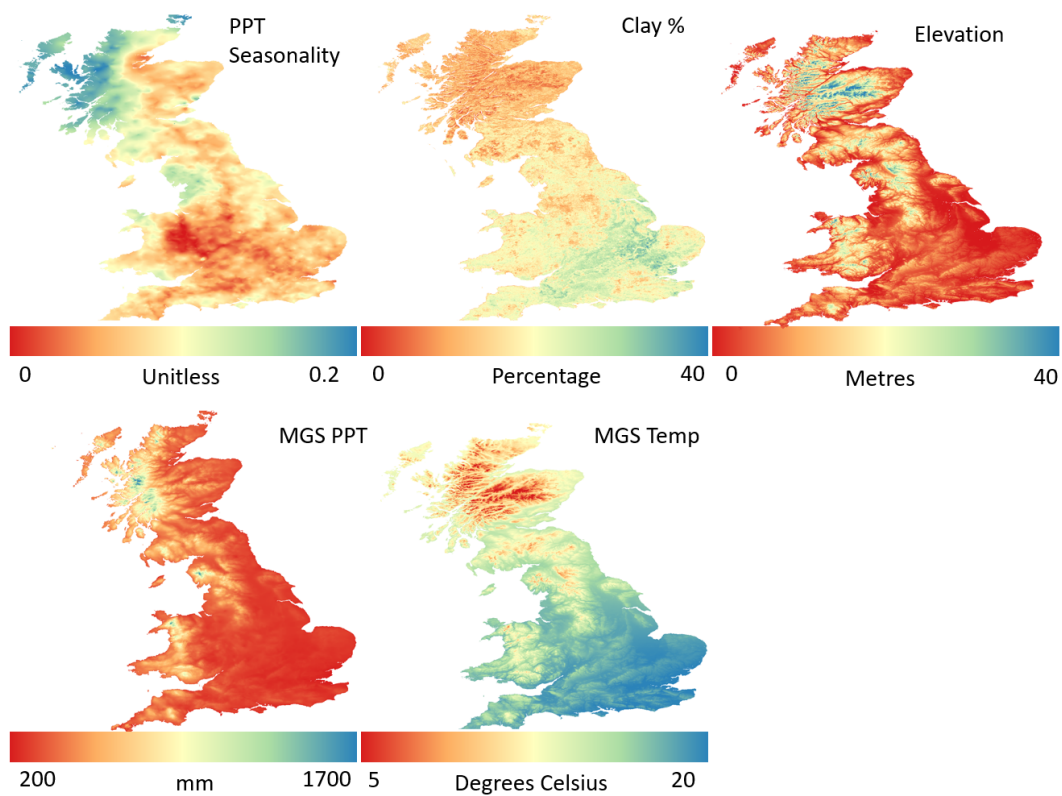 PPT
Seasonality
Clay %
Elevation
0 Unitless 0.2
0 Percentage 40
0 Metres 40
MGS PPT
MGS Temp
200 mm 1700
5 Degrees Celsius 20